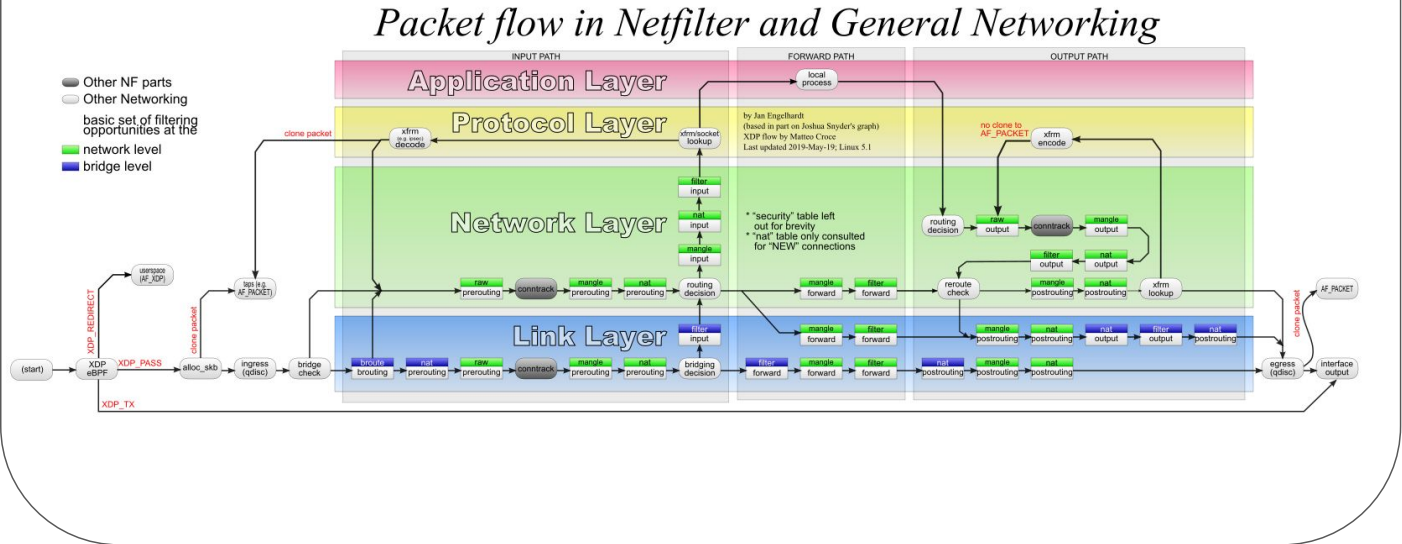 Packet flow in Netfilter and General Networking
INPUT PATH
FORWARD PATH
OUTPUT PATH
Other NF parts
Other Networking
basic set of filtering
opportunities at the
network level
bridge level
Application Layer
local
process
Protocol Layer
clone packet
xfrm
(e.g. ipsec)
decode
xfrm/socket
lookup
by Jan Engelhardt
(based in part on Joshua Snyder's graph)
XDP flow by Matteo Croce
Last updated 2019-May-19; Linux 5.1
no clone to
AF_PACKET
xfrm
encode
Network Layer
filter
input
nat
input
mangle
input
* "security" table left
out for brevity
* "nat" table only consulted
for "NEW" connections
routing
decision
raw
output
conntrack
mangle
output
filter
output
nat
output
userspace
(AF_XDP)
taps (e.g.
AF_PACKET)
raw
prerouting
conntrack
mangle
prerouting
nat
prerouting
routing
decision
mangle
forward
filter
forward
reroute
check
mangle
postrouting
nat
postrouting
xfrm
lookup
AF_PACKET
XDP_REDIRECT
clone packet
clone packet
Link Layer
filter
input
mangle
forward
filter
forward
mangle
postrouting
nat
postrouting
nat
output
filter
output
nat
postrouting
(start)
XDP
eBPF
XDP_PASS
alloc_skb
ingress
(qdisc)
bridge
check
broute
brouting
nat
prerouting
raw
prerouting
conntrack
mangle
prerouting
nat
prerouting
bridging
decision
filter
forward
mangle
forward
filter
forward
nat
postrouting
mangle
postrouting
nat
postrouting
egress
(qdisc)
interface
output
XDP_TX